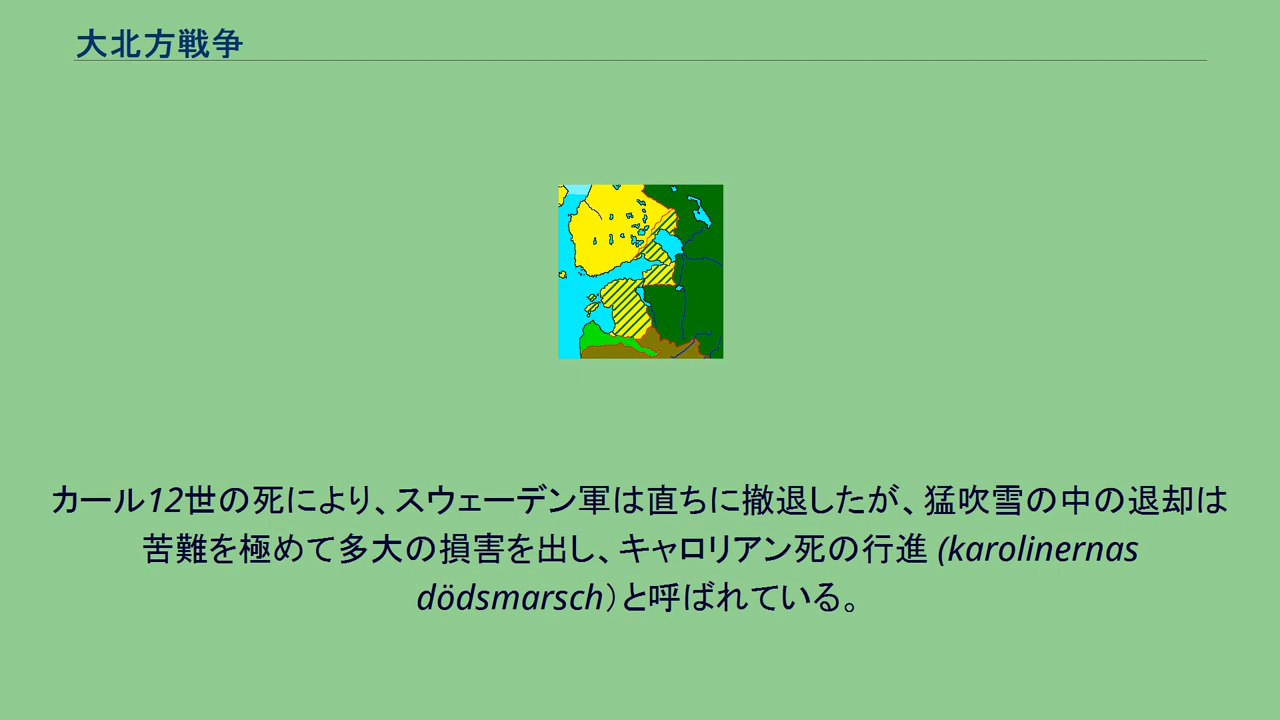 大北方戦争
カール12世の死により、スウェーデン軍は直ちに撤退したが、猛吹雪の中の退却は
苦難を極めて多大の損害を出し、キャロリアン死の行進 (karolinernas
dödsmarsch）と呼ばれている。